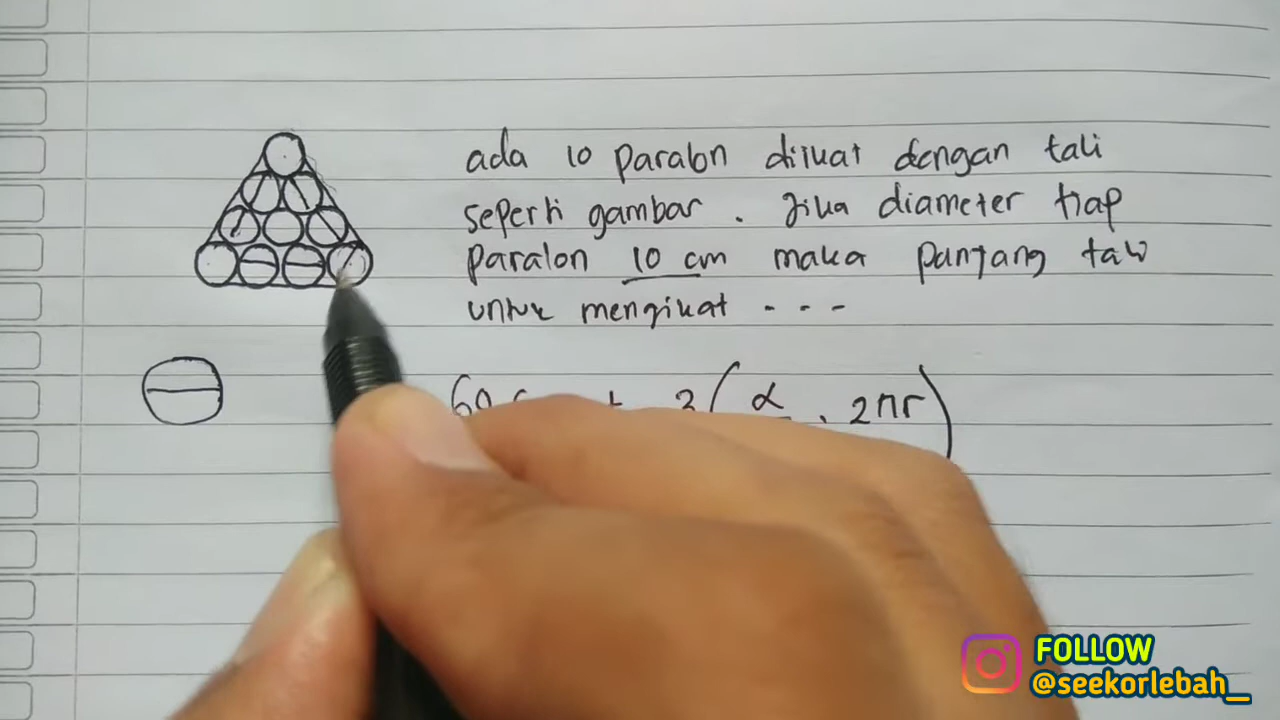 ada 10 paralon diikat dengan tali
seperti gambar . Jika diameter tiap
paralon 10 cm maka panjang tali
untuk mengikat - - -
3 ( α . 2πr )
FOLLOW
@seekorlebah_